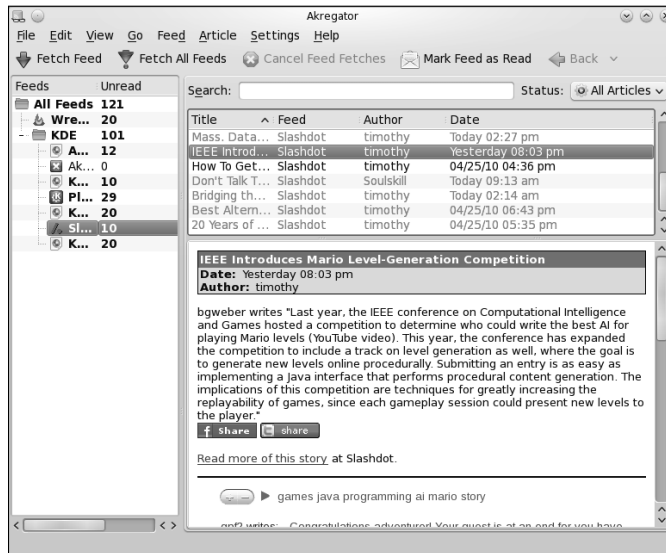 Akregator
File Edit View Go Feed Article Settings Help
Fetch Feed Fetch All Feeds Cancel Feed Fetches Mark Feed as Read Back
Feeds Unread
All Feeds 121
Wre... 20
KDE 101
A... 12
Ak... 0
K... 10
Pl... 29
K... 20
Sl... 10
K... 20
Search: Status: All Articles
Title Feed Author Date
Mass. Data... Slashdot timothy Today 02:27 pm
IEEE Introd... Slashdot timothy Yesterday 08:03 pm
How To Get... Slashdot timothy 04/25/10 04:36 pm
Don't Talk T... Slashdot Soulskill Today 09:13 am
Bridging th... Slashdot timothy Today 02:14 am
Best Altern... Slashdot timothy 04/25/10 06:43 pm
20 Years of ... Slashdot timothy 04/25/10 05:35 pm
IEEE Introduces Mario Level-Generation Competition
Date: Yesterday 08:03 pm
Author: timothy
bgweber writes "Last year, the IEEE conference on Computational Intelligence
and Games hosted a competition to determine who could write the best AI for
playing Mario levels (YouTube video). This year, the conference has expanded
the competition to include a track on level generation as well, where the goal is
to generate new levels online procedurally. Submitting an entry is as easy as
implementing a Java interface that performs procedural content generation. The
implications of this competition are techniques for greatly increasing the
replayability of games, since each gameplay session could present new levels to
the player."
f Share share
Read more of this story at Slashdot.
games java programming ai mario story
writes: Congratulations adventurer! Your quest is at an end for you have